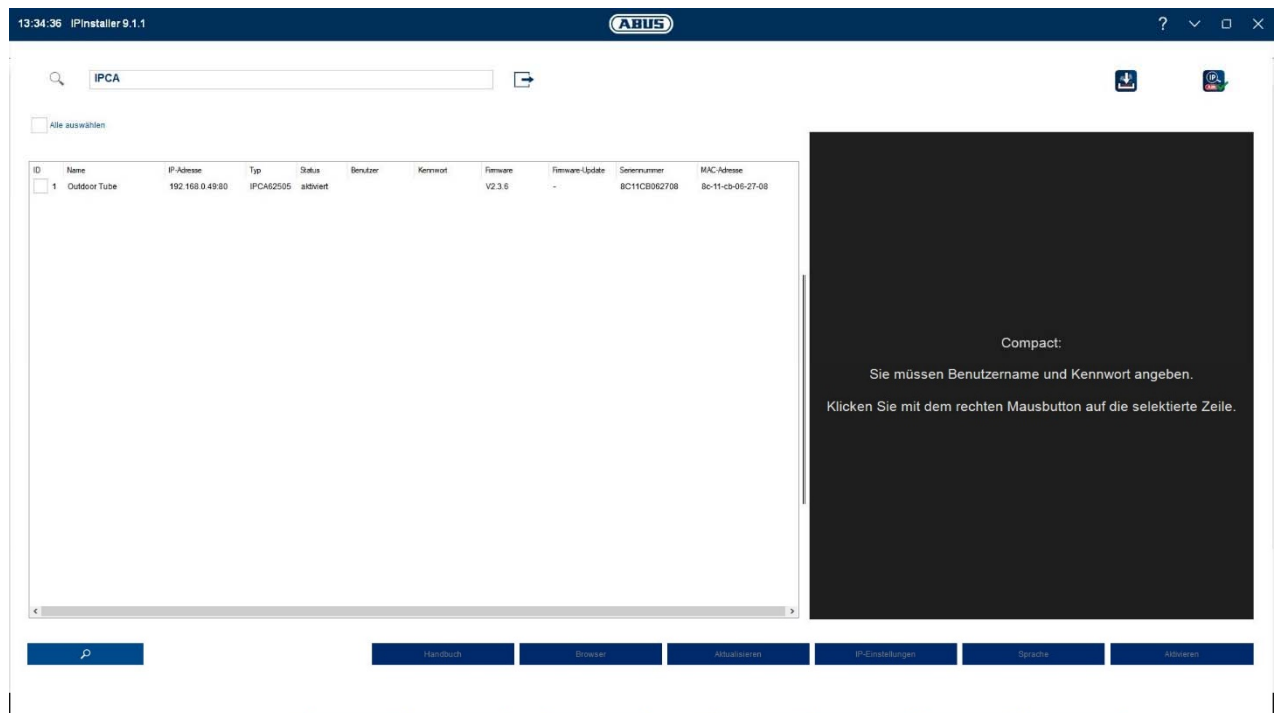 13:34:36 IPInstaller 9.1.1
ABUS
?
IPCA
IP
Alle auswählen
ID Name IP-Adresse Typ Status Benutzer Kennwort Firmware Firmware-Update Seriennummer MAC-Adresse
1 Outdoor Tube 192.168.0.49:80 IPCA62505 aktiviert V2.3.6 - 8C11CB062708 8c-11-cb-06-27-08
Compact:
Sie müssen Benutzername und Kennwort angeben.
Klicken Sie mit dem rechten Mausbutton auf die selektierte Zeile.
Handbuch Browser Aktualisieren IP-Einstellungen Sprache Aktivieren